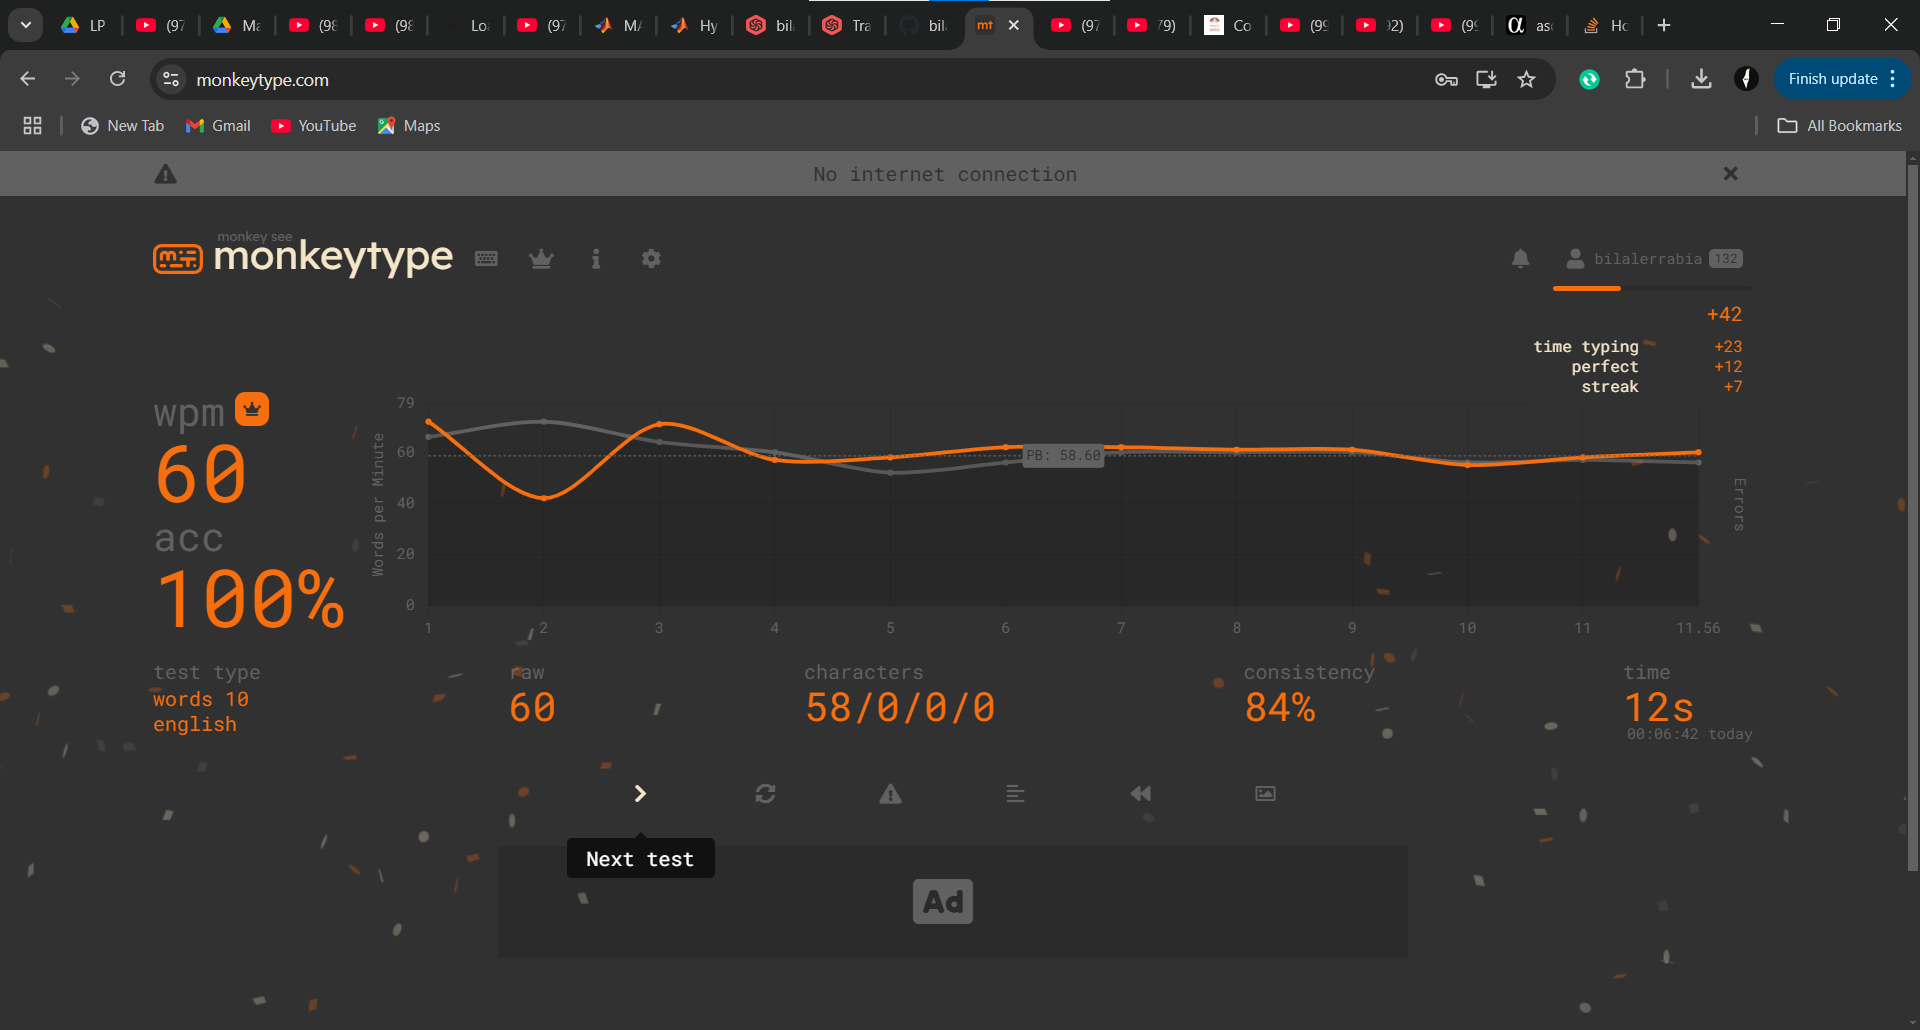 LP
(97
Ma
(98
(98
Lo
(97
MA
Hy
bil
Tra
bil
mt
(97
79)
Co
(99
92)
(99
asc
Ho
monkeytype.com
Finish update
New Tab
Gmail
YouTube
Maps
All Bookmarks
No internet connection
monkey see
monkeytype
bilalerrabia 132
+42
time typing +23
perfect +12
streak +7
wpm
60
acc
100%
Words per Minute
79
60
40
20
0
PB: 58.60
Errors
1 2 3 4 5 6 7 8 9 10 11 11.56
test type
words 10
english
raw
60
characters
58/0/0/0
consistency
84%
time
12s
00:06:42 today
Next test
Ad